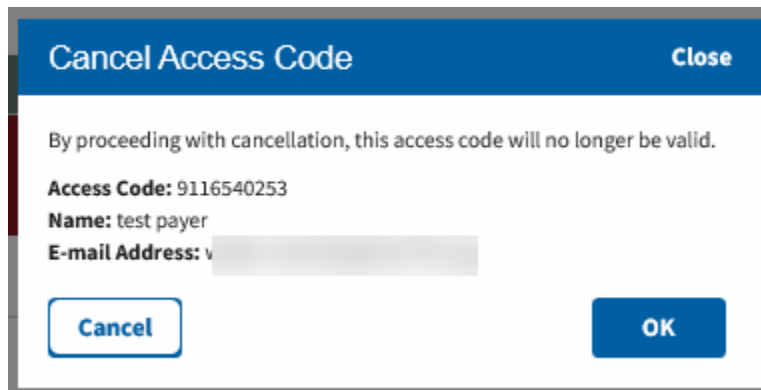 Cancel Access Code Close
By proceeding with cancellation, this access code will no longer be valid.
Access Code: 9116540253
Name: test payer
E-mail Address:
Cancel OK